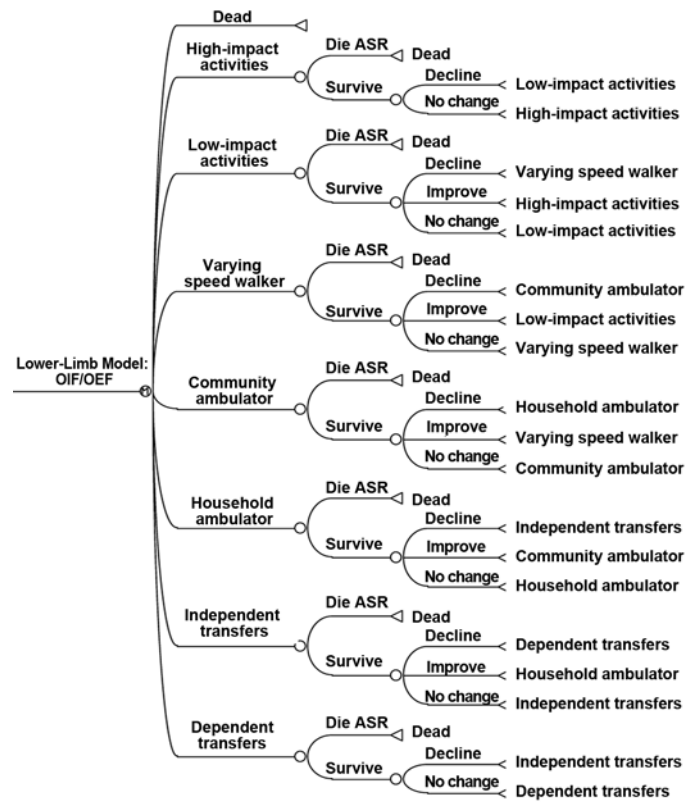 Dead
High-impact
activities
Die ASR
Dead
Survive
Decline
Low-impact activities
No change
High-impact activities
Low-impact
activities
Die ASR
Dead
Survive
Decline
Varying speed walker
Improve
High-impact activities
No change
Low-impact activities
Varying
speed walker
Die ASR
Dead
Survive
Decline
Community ambulator
Improve
Low-impact activities
No change
Varying speed walker
Lower-Limb Model:
OIF/OEF
M
Community
ambulator
Die ASR
Dead
Survive
Decline
Household ambulator
Improve
Varying speed walker
No change
Community ambulator
Household
ambulator
Die ASR
Dead
Survive
Decline
Independent transfers
Improve
Community ambulator
No change
Household ambulator
Independent
transfers
Die ASR
Dead
Survive
Decline
Dependent transfers
Improve
Household ambulator
No change
Independent transfers
Dependent
transfers
Die ASR
Dead
Survive
Decline
Independent transfers
No change
Dependent transfers